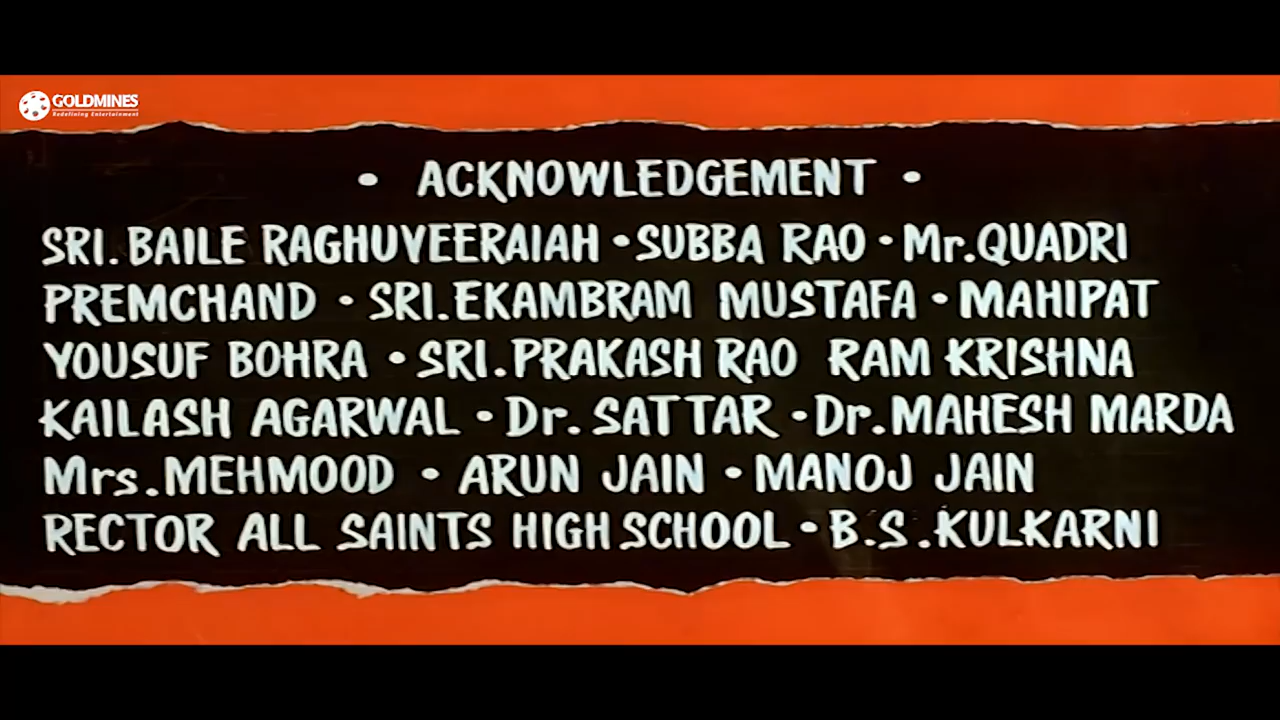 GOLDMINES
Redefining Entertainment
• ACKNOWLEDGEMENT •
SRI. BAILE RAGHUVEERAIAH • SUBBA RAO • Mr. QUADRI
PREMCHAND • SRI. EKAMBRAM MUSTAFA • MAHIPAT
YOUSUF BOHRA • SRI. PRAKASH RAO RAM KRISHNA
KAILASH AGARWAL • Dr. SATTAR • Dr. MAHESH MARDA
Mrs. MEHMOOD • ARUN JAIN • MANOJ JAIN
RECTOR ALL SAINTS HIGH SCHOOL • B.S. KULKARNI